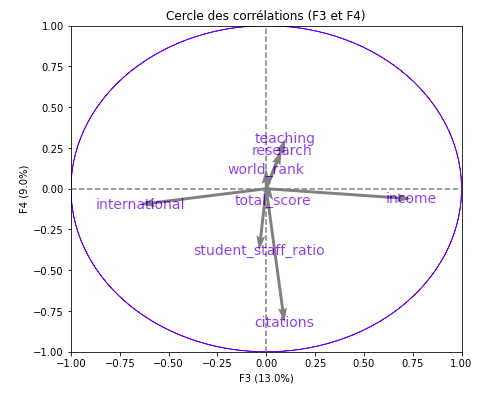 Cercle des corrélations (F3 et F4)
1.00
0.75
0.50
0.25
0.00
−0.25
−0.50
−0.75
−1.00
F4 (9.0%)
teaching
research
world_rank
international
total_score
income
student_staff_ratio
citations
−1.00 −0.75 −0.50 −0.25 0.00 0.25 0.50 0.75 1.00
F3 (13.0%)